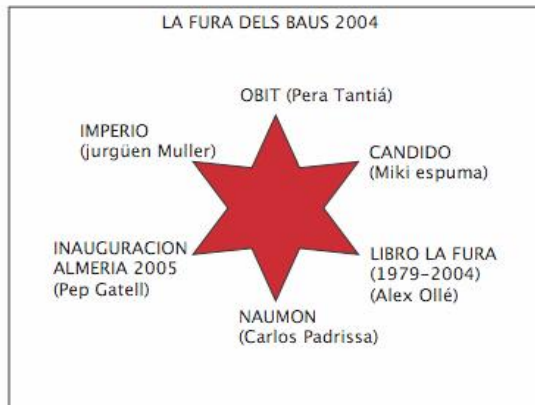 LA FURA DELS BAUS 2004
OBIT (Pera Tantiá)
IMPERIO
(jurgüen Muller)
CANDIDO
(Miki espuma)
INAUGURACION
ALMERIA 2005
(Pep Gatell)
LIBRO LA FURA
(1979-2004)
(Alex Ollé)
NAUMON
(Carlos Padrissa)